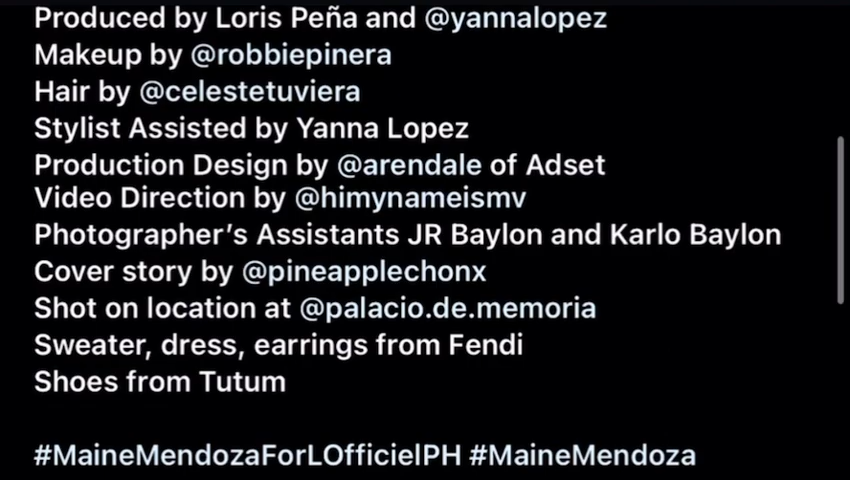 Produced by Loris Peña and @yannalopez
Makeup by @robbiepinera
Hair by @celestetuviera
Stylist Assisted by Yanna Lopez
Production Design by @arendale of Adset
Video Direction by @himynameismv
Photographer’s Assistants JR Baylon and Karlo Baylon
Cover story by @pineapplechonx
Shot on location at @palacio.de.memoria
Sweater, dress, earrings from Fendi
Shoes from Tutum
#MaineMendozaForLOfficielPH #MaineMendoza